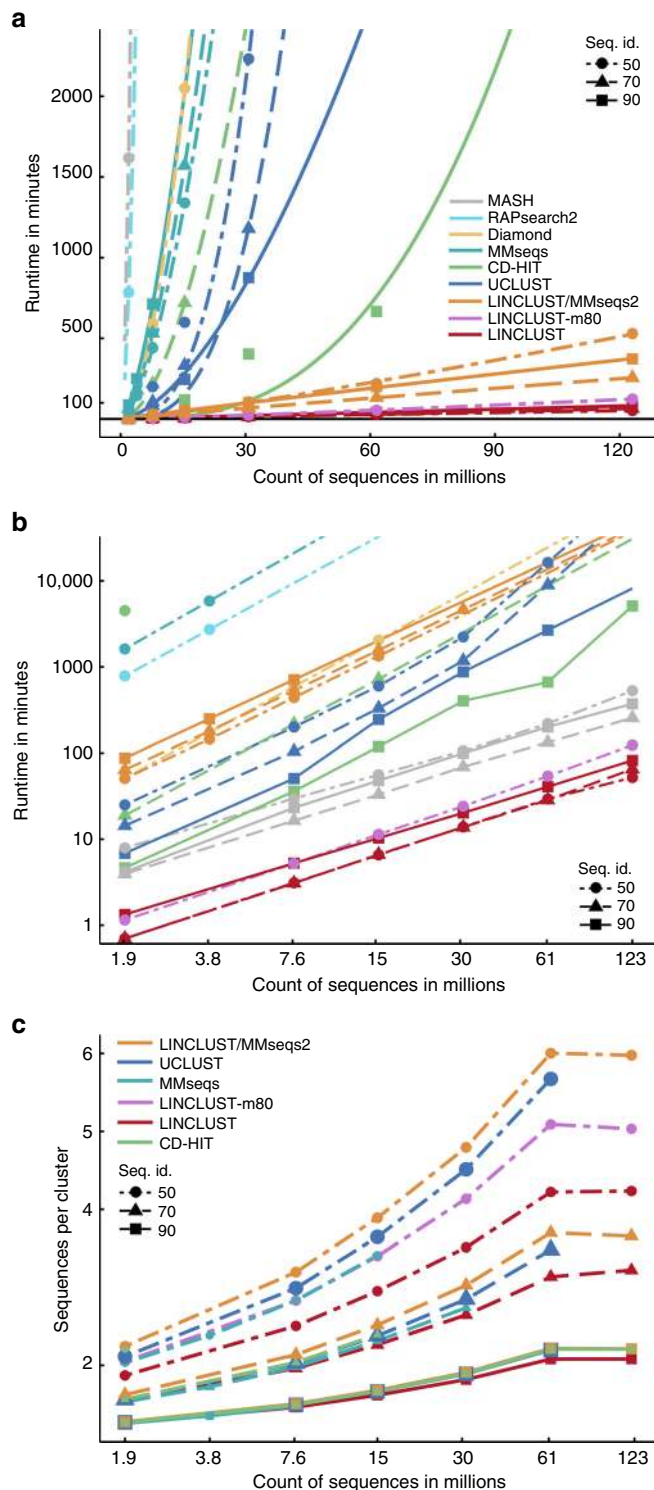 a
Seq. id.
50
70
90
2000
1500
1000
500
100
Runtime in minutes
MASH
RAPsearch2
Diamond
MMseqs
CD-HIT
UCLUST
LINCLUST/MMseqs2
LINCLUST-m80
LINCLUST
0 30 60 90 120
Count of sequences in millions
b
10,000
1000
100
10
1
Runtime in minutes
Seq. id.
50
70
90
1.9 3.8 7.6 15 30 61 123
Count of sequences in millions
c
LINCLUST/MMseqs2
UCLUST
MMseqs
LINCLUST-m80
LINCLUST
CD-HIT
Seq. id.
50
70
90
6
5
4
2
Sequences per cluster
1.9 3.8 7.6 15 30 61 123
Count of sequences in millions